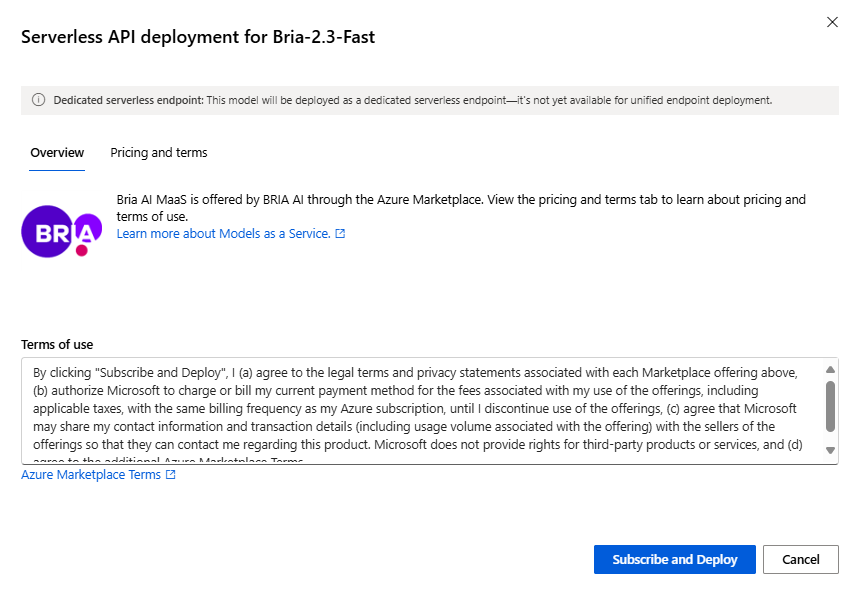 Serverless API deployment for Bria-2.3-Fast
Dedicated serverless endpoint: This model will be deployed as a dedicated serverless endpoint—it's not yet available for unified endpoint deployment.
Overview
Pricing and terms
BRIA
Bria AI MaaS is offered by BRIA AI through the Azure Marketplace. View the pricing and terms tab to learn about pricing and
terms of use.
Learn more about Models as a Service.
Terms of use
By clicking "Subscribe and Deploy", I (a) agree to the legal terms and privacy statements associated with each Marketplace offering above,
(b) authorize Microsoft to charge or bill my current payment method for the fees associated with my use of the offerings, including
applicable taxes, with the same billing frequency as my Azure subscription, until I discontinue use of the offerings, (c) agree that Microsoft
may share my contact information and transaction details (including usage volume associated with the offering) with the sellers of the
offerings so that they can contact me regarding this product. Microsoft does not provide rights for third-party products or services, and (d)
agree to the additional Azure Marketplace Terms.
Azure Marketplace Terms
Subscribe and Deploy
Cancel